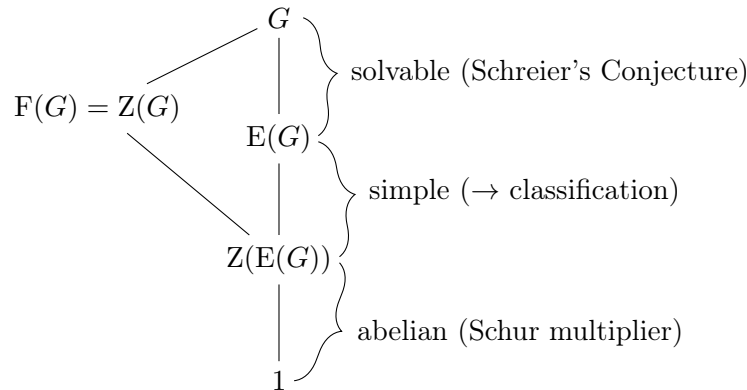 G
solvable (Schreier's Conjecture)
F(G) = Z(G)
E(G)
simple (→ classification)
Z(E(G))
abelian (Schur multiplier)
1